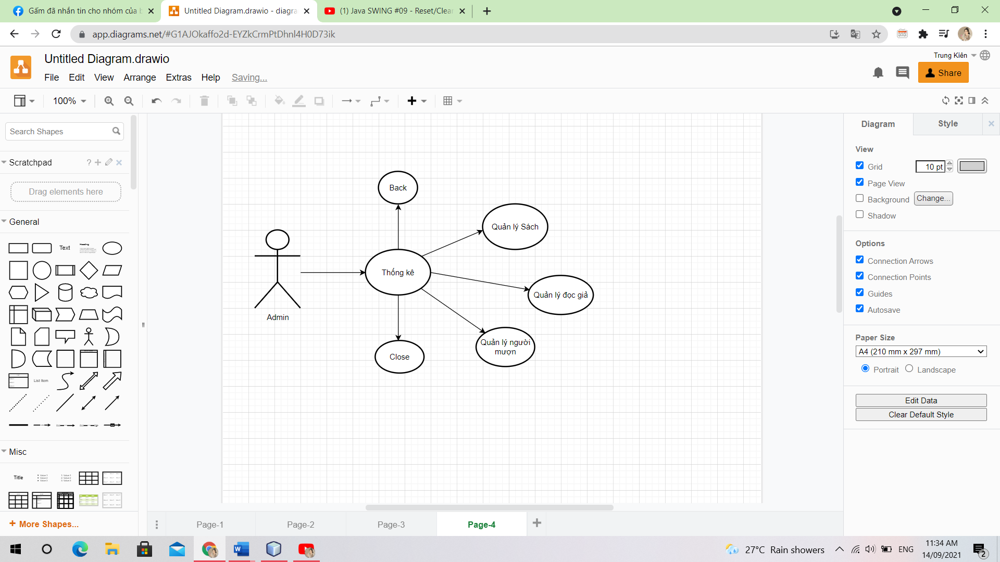 Gấm đã nhắn tin cho nhóm của b
Untitled Diagram.drawio - diagra
(1) Java SWING #09 - Reset/Clear
app.diagrams.net/#G1AJOkaffo2d-EYZkCrmPtDhnl4H0D73ik
Untitled Diagram.drawio
Trung Kiên
File Edit View Arrange Extras Help Saving...
Share
100%
Search Shapes
Scratchpad
?
Drag elements here
General
Text
Heading
List Item
Misc
Title
+ More Shapes...
Back
Quản lý Sách
Thống kê
Quản lý đọc giả
Admin
Quản lý người
mượn
Close
Page-1
Page-2
Page-3
Page-4
Diagram
Style
View
Grid
10 pt
Page View
Background
Change...
Shadow
Options
Connection Arrows
Connection Points
Guides
Autosave
Paper Size
A4 (210 mm x 297 mm)
Portrait
Landscape
Edit Data
Clear Default Style
27°C Rain showers
ENG
11:34 AM
14/09/2021
2